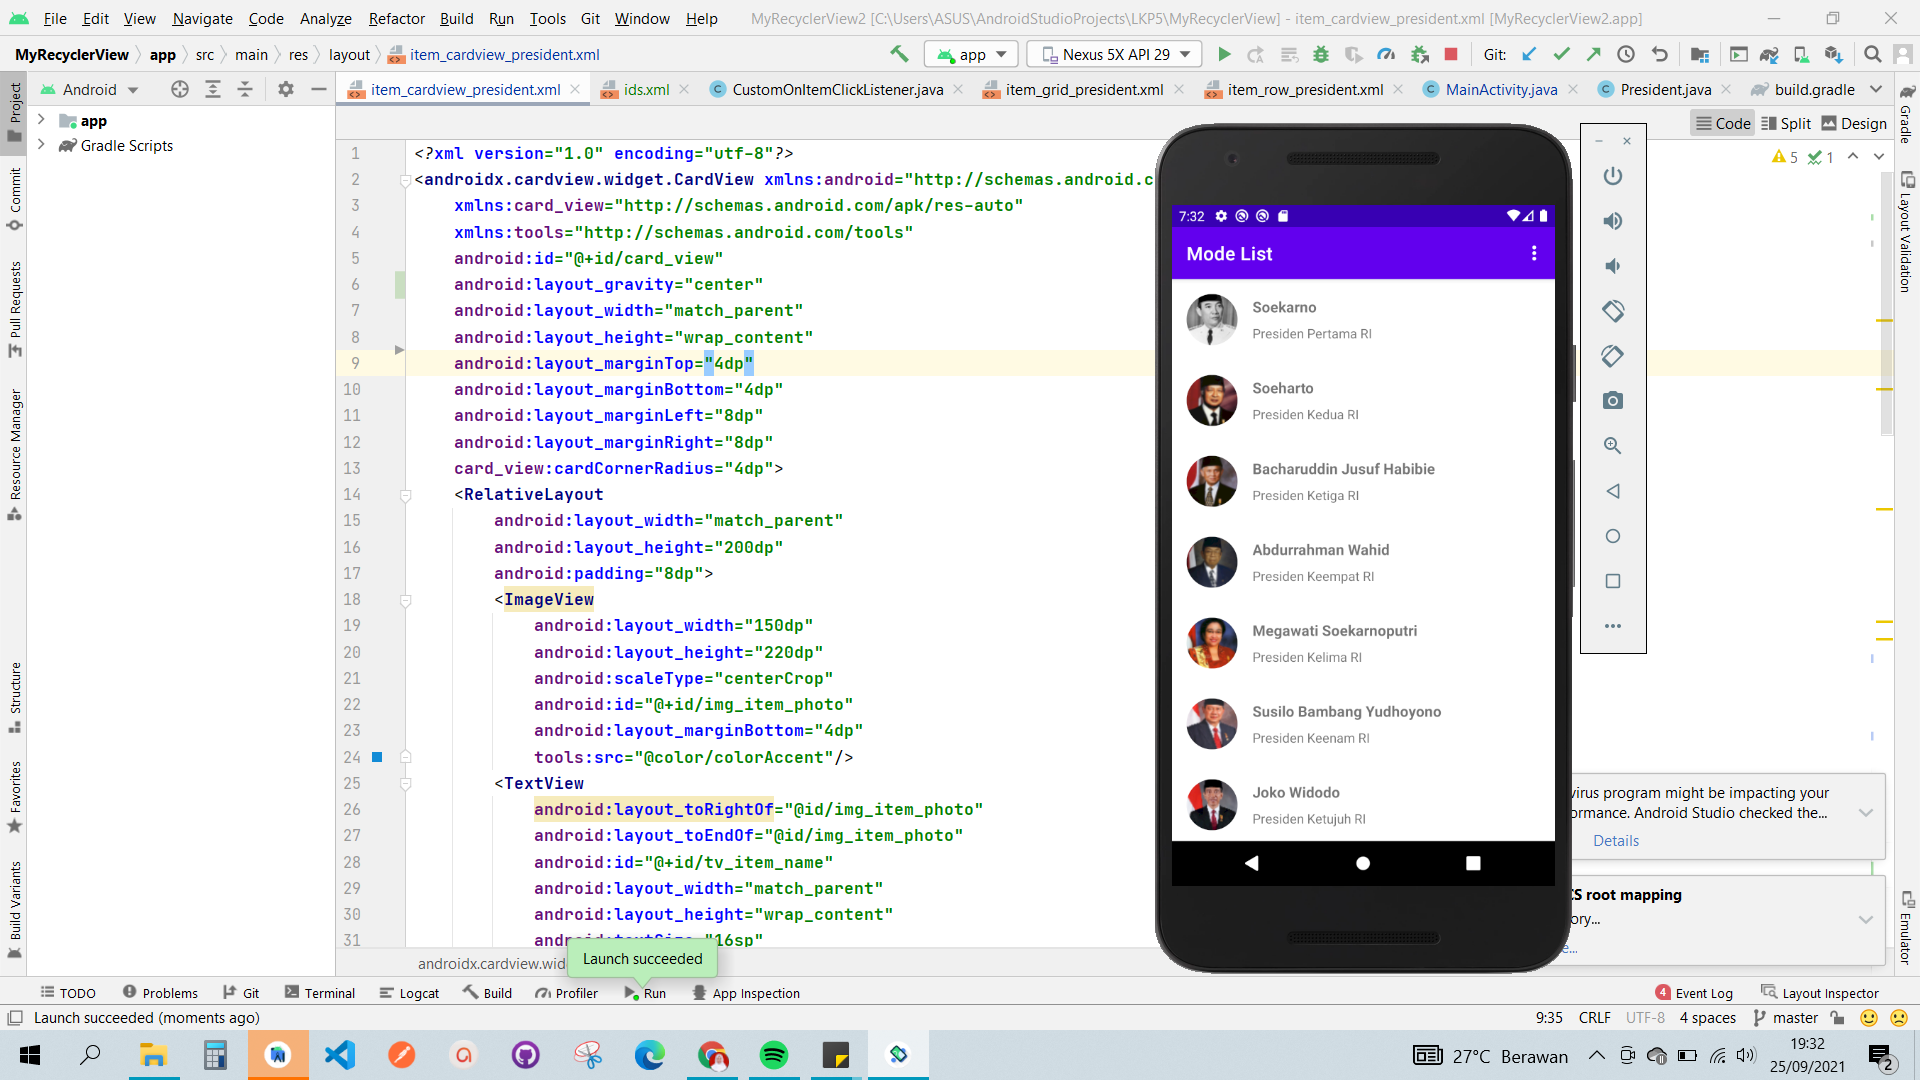 File Edit View Navigate Code Analyze Refactor Build Run Tools Git Window Help MyRecyclerView2 [C:\Users\ASUS\AndroidStudioProjects\LKP5\MyRecyclerView] - item_cardview_president.xml [MyRecyclerView2.app]
MyRecyclerView app src main res layout item_cardview_president.xml app Nexus 5X API 29 Git:
Project
Commit
Pull Requests
Resource Manager
Structure
Favorites
Build Variants
Android
app
Gradle Scripts
item_cardview_president.xml ids.xml CustomOnItemClickListener.java item_grid_president.xml item_row_president.xml MainActivity.java President.java build.gradle
Code Split Design
5 1
1 <?xml version="1.0" encoding="utf-8"?>
2 <androidx.cardview.widget.CardView xmlns:android="http://schemas.android.c
3 xmlns:card_view="http://schemas.android.com/apk/res-auto"
4 xmlns:tools="http://schemas.android.com/tools"
5 android:id="@+id/card_view"
6 android:layout_gravity="center"
7 android:layout_width="match_parent"
8 android:layout_height="wrap_content"
9 android:layout_marginTop="4dp"
10 android:layout_marginBottom="4dp"
11 android:layout_marginLeft="8dp"
12 android:layout_marginRight="8dp"
13 card_view:cardCornerRadius="4dp">
14 <RelativeLayout
15 android:layout_width="match_parent"
16 android:layout_height="200dp"
17 android:padding="8dp">
18 <ImageView
19 android:layout_width="150dp"
20 android:layout_height="220dp"
21 android:scaleType="centerCrop"
22 android:id="@+id/img_item_photo"
23 android:layout_marginBottom="4dp"
24 tools:src="@color/colorAccent"/>
25 <TextView
26 android:layout_toRightOf="@id/img_item_photo"
27 android:layout_toEndOf="@id/img_item_photo"
28 android:id="@+id/tv_item_name"
29 android:layout_width="match_parent"
30 android:layout_height="wrap_content"
31 android:textSize="16sp"
androidx.cardview.wid
Launch succeeded
7:32
Mode List
Soekarno
Presiden Pertama RI
Soeharto
Presiden Kedua RI
Bacharuddin Jusuf Habibie
Presiden Ketiga RI
Abdurrahman Wahid
Presiden Keempat RI
Megawati Soekarnoputri
Presiden Kelima RI
Susilo Bambang Yudhoyono
Presiden Keenam RI
Joko Widodo
Presiden Ketujuh RI
virus program might be impacting your
ormance. Android Studio checked the...
Details
CS root mapping
ory...
e...
Gradle
Layout Validation
Emulator
TODO Problems Git Terminal Logcat Build Profiler Run App Inspection 4 Event Log Layout Inspector
Launch succeeded (moments ago) 9:35 CRLF UTF-8 4 spaces master
27°C Berawan 19:32
25/09/2021 2